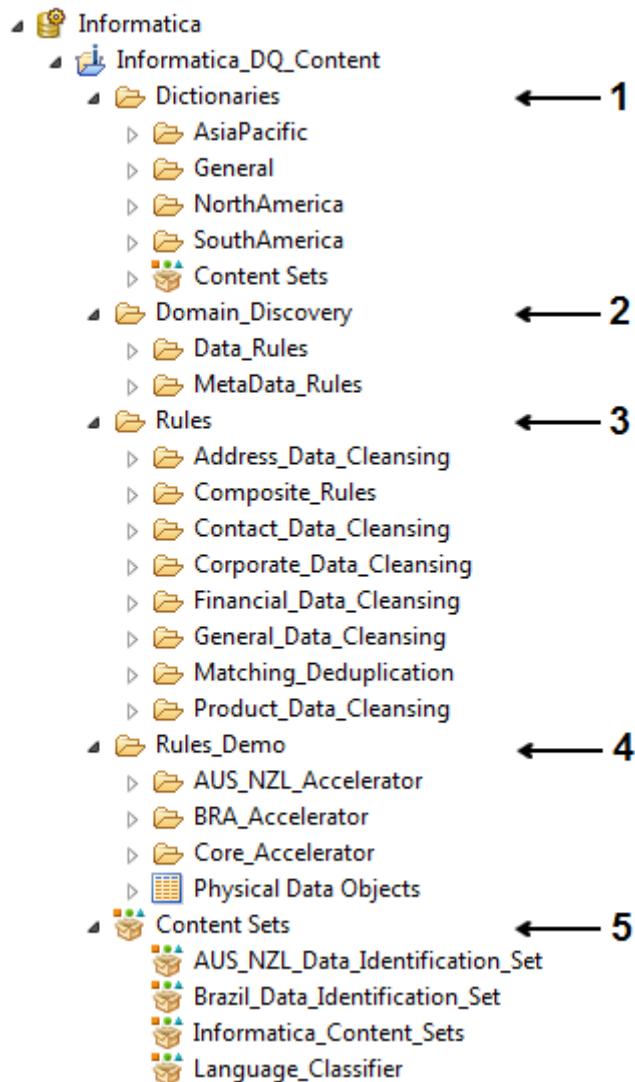 Informatica
Informatica_DQ_Content
Dictionaries 1
AsiaPacific
General
NorthAmerica
SouthAmerica
Content Sets
Domain_Discovery 2
Data_Rules
MetaData_Rules
Rules 3
Address_Data_Cleansing
Composite_Rules
Contact_Data_Cleansing
Corporate_Data_Cleansing
Financial_Data_Cleansing
General_Data_Cleansing
Matching_Deduplication
Product_Data_Cleansing
Rules_Demo 4
AUS_NZL_Accelerator
BRA_Accelerator
Core_Accelerator
Physical Data Objects
Content Sets 5
AUS_NZL_Data_Identification_Set
Brazil_Data_Identification_Set
Informatica_Content_Sets
Language_Classifier